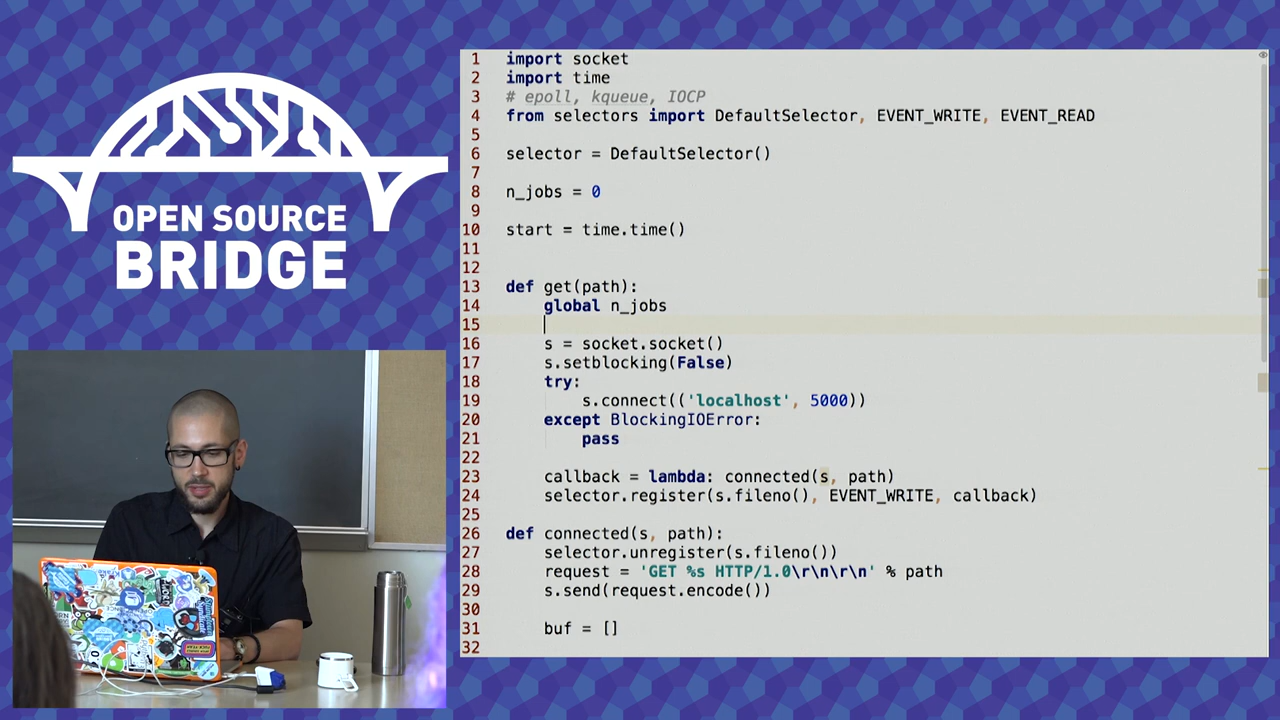 OPEN SOURCE
BRIDGE
1 import socket
2 import time
3 # epoll, kqueue, IOCP
4 from selectors import DefaultSelector, EVENT_WRITE, EVENT_READ
5
6 selector = DefaultSelector()
7
8 n_jobs = 0
9
10 start = time.time()
11
12
13 def get(path):
14     global n_jobs
15
16     s = socket.socket()
17     s.setblocking(False)
18     try:
19         s.connect(('localhost', 5000))
20     except BlockingIOError:
21         pass
22
23     callback = lambda: connected(s, path)
24     selector.register(s.fileno(), EVENT_WRITE, callback)
25
26 def connected(s, path):
27     selector.unregister(s.fileno())
28     request = 'GET %s HTTP/1.0\r\n\r\n' % path
29     s.send(request.encode())
30
31     buf = []
32